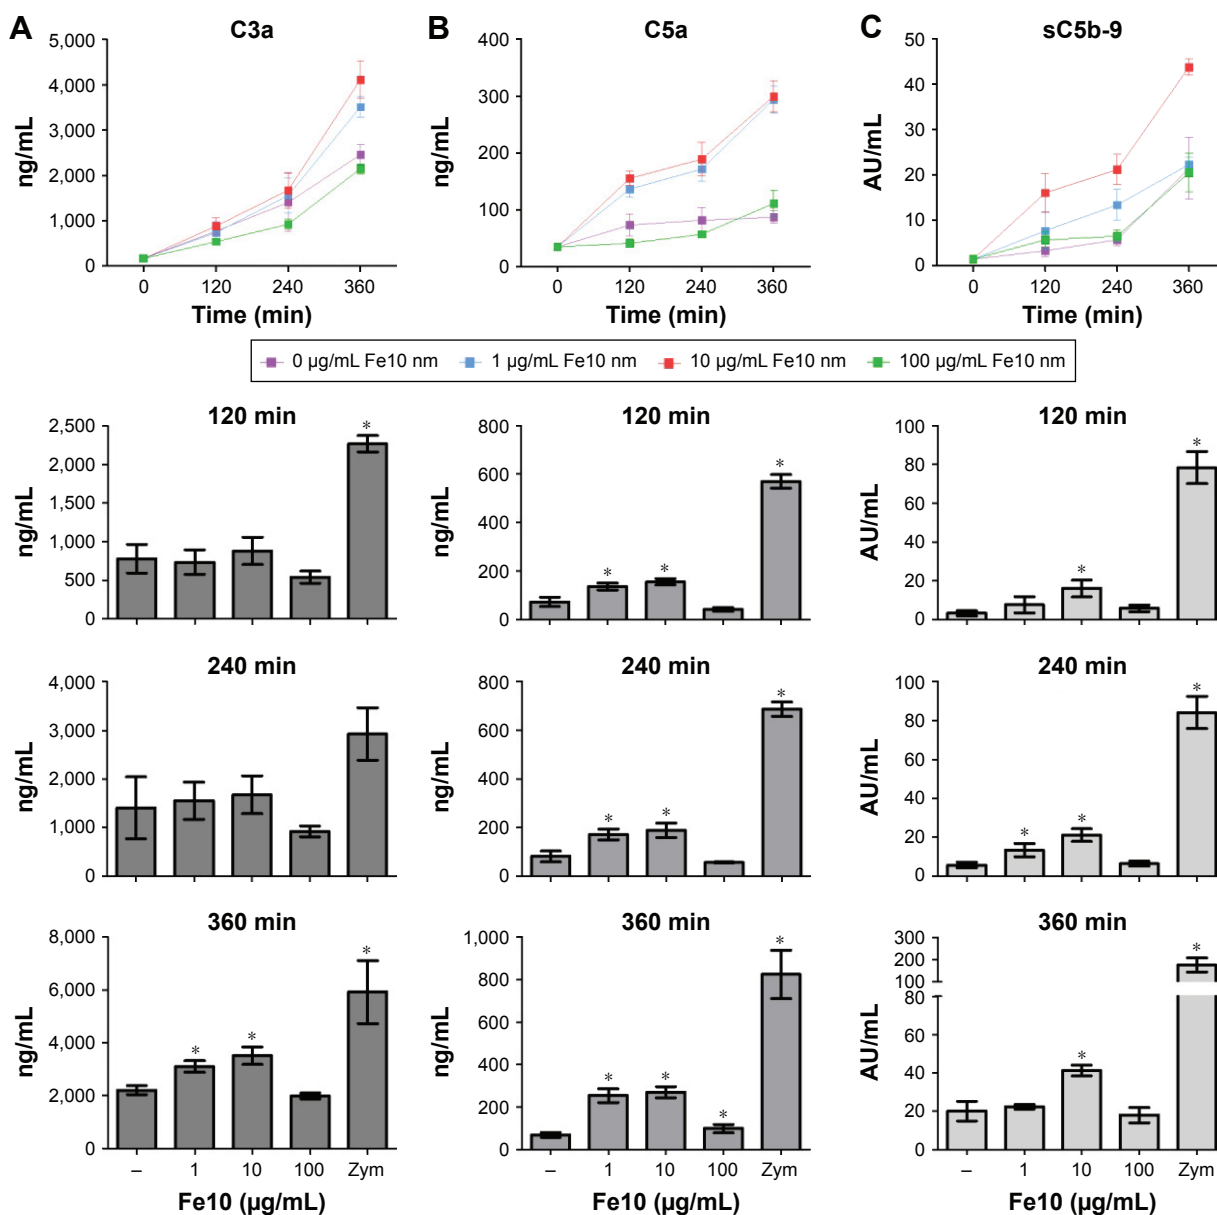 A C3a
5,000
4,000
3,000
2,000
1,000
0
ng/mL
0 120 240 360
Time (min)
B C5a
400
300
200
100
0
ng/mL
0 120 240 360
Time (min)
C sC5b-9
50
40
30
20
10
0
AU/mL
0 120 240 360
Time (min)
0 µg/mL Fe10 nm 1 µg/mL Fe10 nm 10 µg/mL Fe10 nm 100 µg/mL Fe10 nm
120 min
2,500
2,000
1,500
1,000
500
0
ng/mL
*
120 min
800
600
400
200
0
ng/mL
* * *
120 min
100
80
60
40
20
0
AU/mL
* *
240 min
4,000
3,000
2,000
1,000
0
ng/mL
240 min
800
600
400
200
0
ng/mL
* * *
240 min
100
80
60
40
20
0
AU/mL
* * *
360 min
8,000
6,000
4,000
2,000
0
ng/mL
* * *
– 1 10 100 Zym
Fe10 (µg/mL)
360 min
1,000
800
600
400
200
0
ng/mL
* * * *
– 1 10 100 Zym
Fe10 (µg/mL)
360 min
300
200
100
80
60
40
20
0
AU/mL
* *
– 1 10 100 Zym
Fe10 (µg/mL)